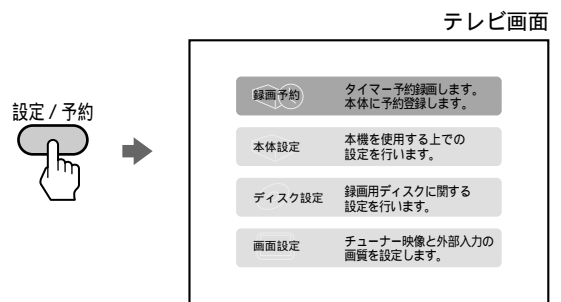 テレビ画面
設定 / 予約
録画予約
タイマー予約録画します。
本体に予約登録します。
本体設定
本機を使用する上での
設定を行います。
ディスク設定
録画用ディスクに関する
設定を行います。
画面設定
チューナー映像と外部入力の
画質を設定します。